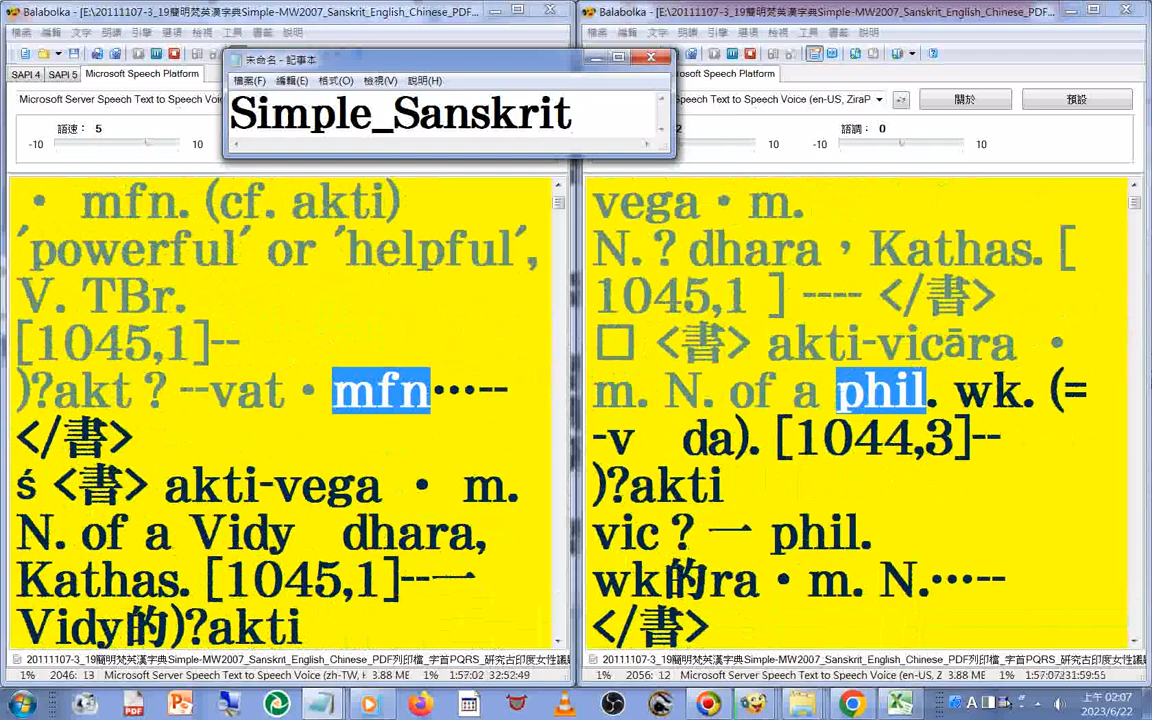 Balabolka - [E:\20111107-3_19簡明梵英漢字典Simple-MW2007_Sanskrit_English_Chinese_PDF...
檔案 編輯 文字 朗讀 引擎 選項 檢視 工具 書籤 說明
SAPI 4 SAPI 5 Microsoft Speech Platform
Microsoft Server Speech Text to Speech Voi
語速： 5
-10 10
未命名 - 記事本
檔案(F) 編輯(E) 格式(O) 檢視(V) 說明(H)
Simple_Sanskrit
• mfn. (cf. akti)
'powerful' or 'helpful',
V. TBr.
[1045,1]--
)?akt？--vat • mfn…--
</書>
ś <書> akti-vega • m.
N. of a Vidy dhara,
Kathas. [1045,1]--一
Vidy的)?akti
20111107-3_19簡明梵英漢字典Simple-MW2007_Sanskrit_English_Chinese_PDF列印檔_字首PQRS_研究古印度女性議
1% 2046: 13 Microsoft Server Speech Text to Speech Voice (zh-TW, H 3.88 MB 1% 1:57:02 32:52:49
Balabolka - [E:\20111107-3_19簡明梵英漢字典Simple-MW2007_Sanskrit_English_Chinese_PDF...
檢視 工具 書籤 說明
osoft Speech Platform
Speech Text to Speech Voice (en-US, ZiraP
關於 預設
2 10
語調： 0
-10 10
vega • m.
N.？dhara，Kathas. [
1045,1 ] ---- </書>
□ <書> akti-vicāra •
m. N. of a phil. wk. (=
-v da). [1044,3]--
)?akti
vic？一 phil.
wk的ra • m. N.…--
</書>
20111107-3_19簡明梵英漢字典Simple-MW2007_Sanskrit_English_Chinese_PDF列印檔_字首PQRS_研究古印度女性議
1% 2056: 12 Microsoft Server Speech Text to Speech Voice (en-US, Z 3.88 MB 1%
上午 02:07
2023/6/22